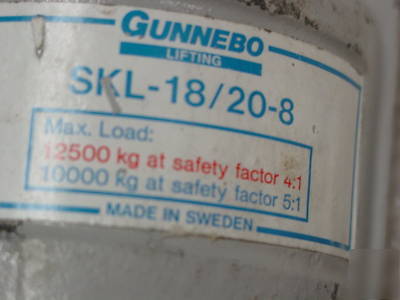 GUNNEBO
LIFTING
SKL-18/20-8
Max. Load:
12500 kg at safety factor 4:1
10000 kg at safety factor 5:1
MADE IN SWEDEN